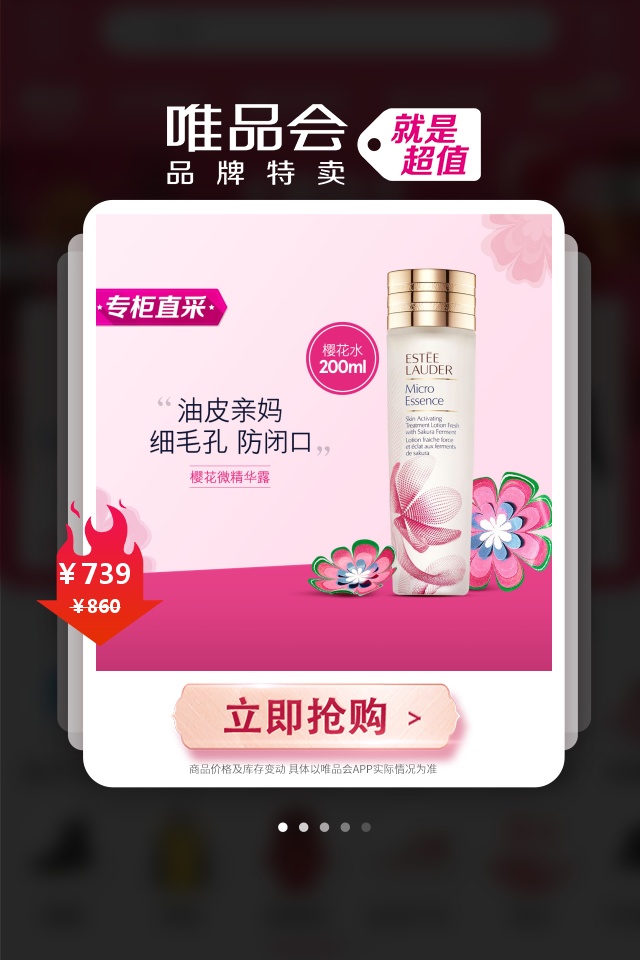 唯品会
品牌特卖
就是
超值
专柜直采
樱花水
200ml
“油皮亲妈
细毛孔 防闭口”
樱花微精华露
ESTĒE
LAUDER
Micro
Essence
Skin Activating
Treatment Lotion Fresh
with Sakura Ferment
Lotion fraîche force
et éclat aux ferments
de sakura
¥739
¥860
立即抢购 >
商品价格及库存变动 具体以唯品会APP实际情况为准